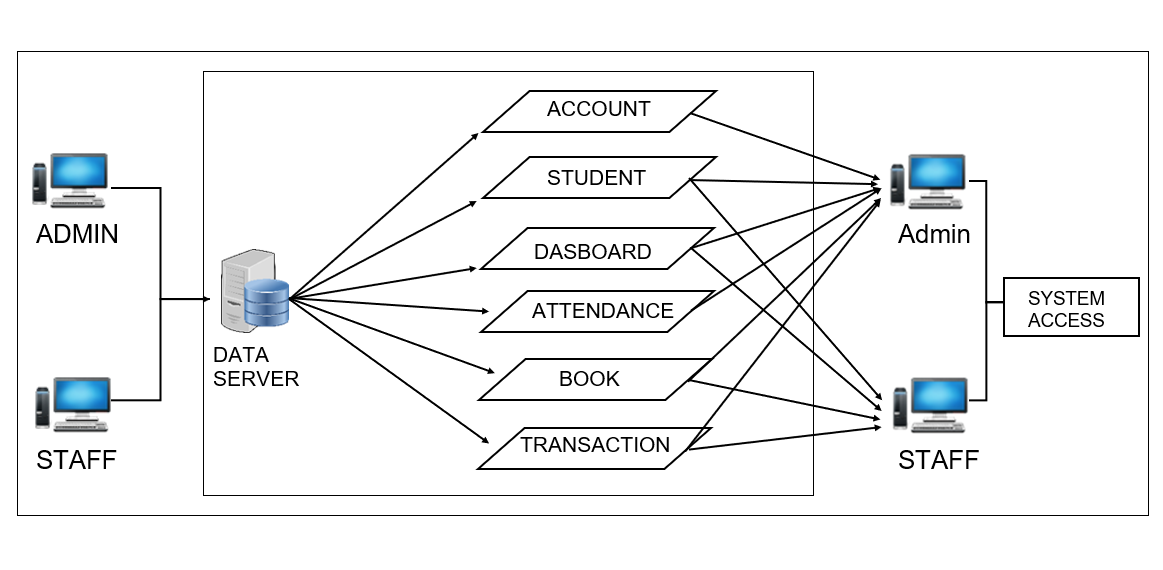 ADMIN
STAFF
DATA
SERVER
ACCOUNT
STUDENT
DASBOARD
ATTENDANCE
BOOK
TRANSACTION
Admin
STAFF
SYSTEM
ACCESS